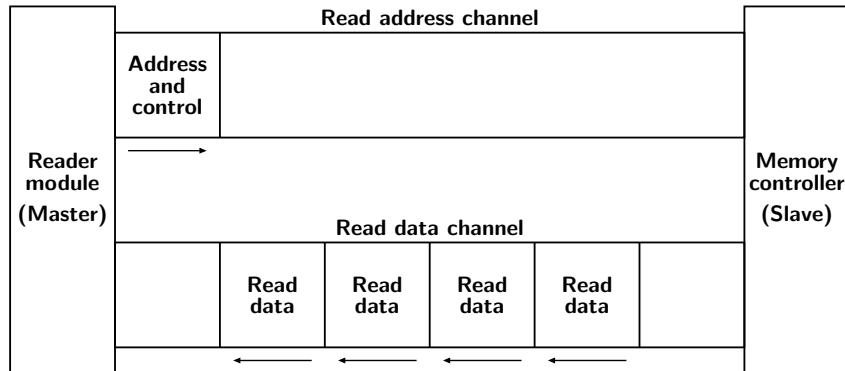 Read address channel
Address
and
control
Reader
module
(Master)
Memory
controller
(Slave)
Read data channel
Read
data
Read
data
Read
data
Read
data